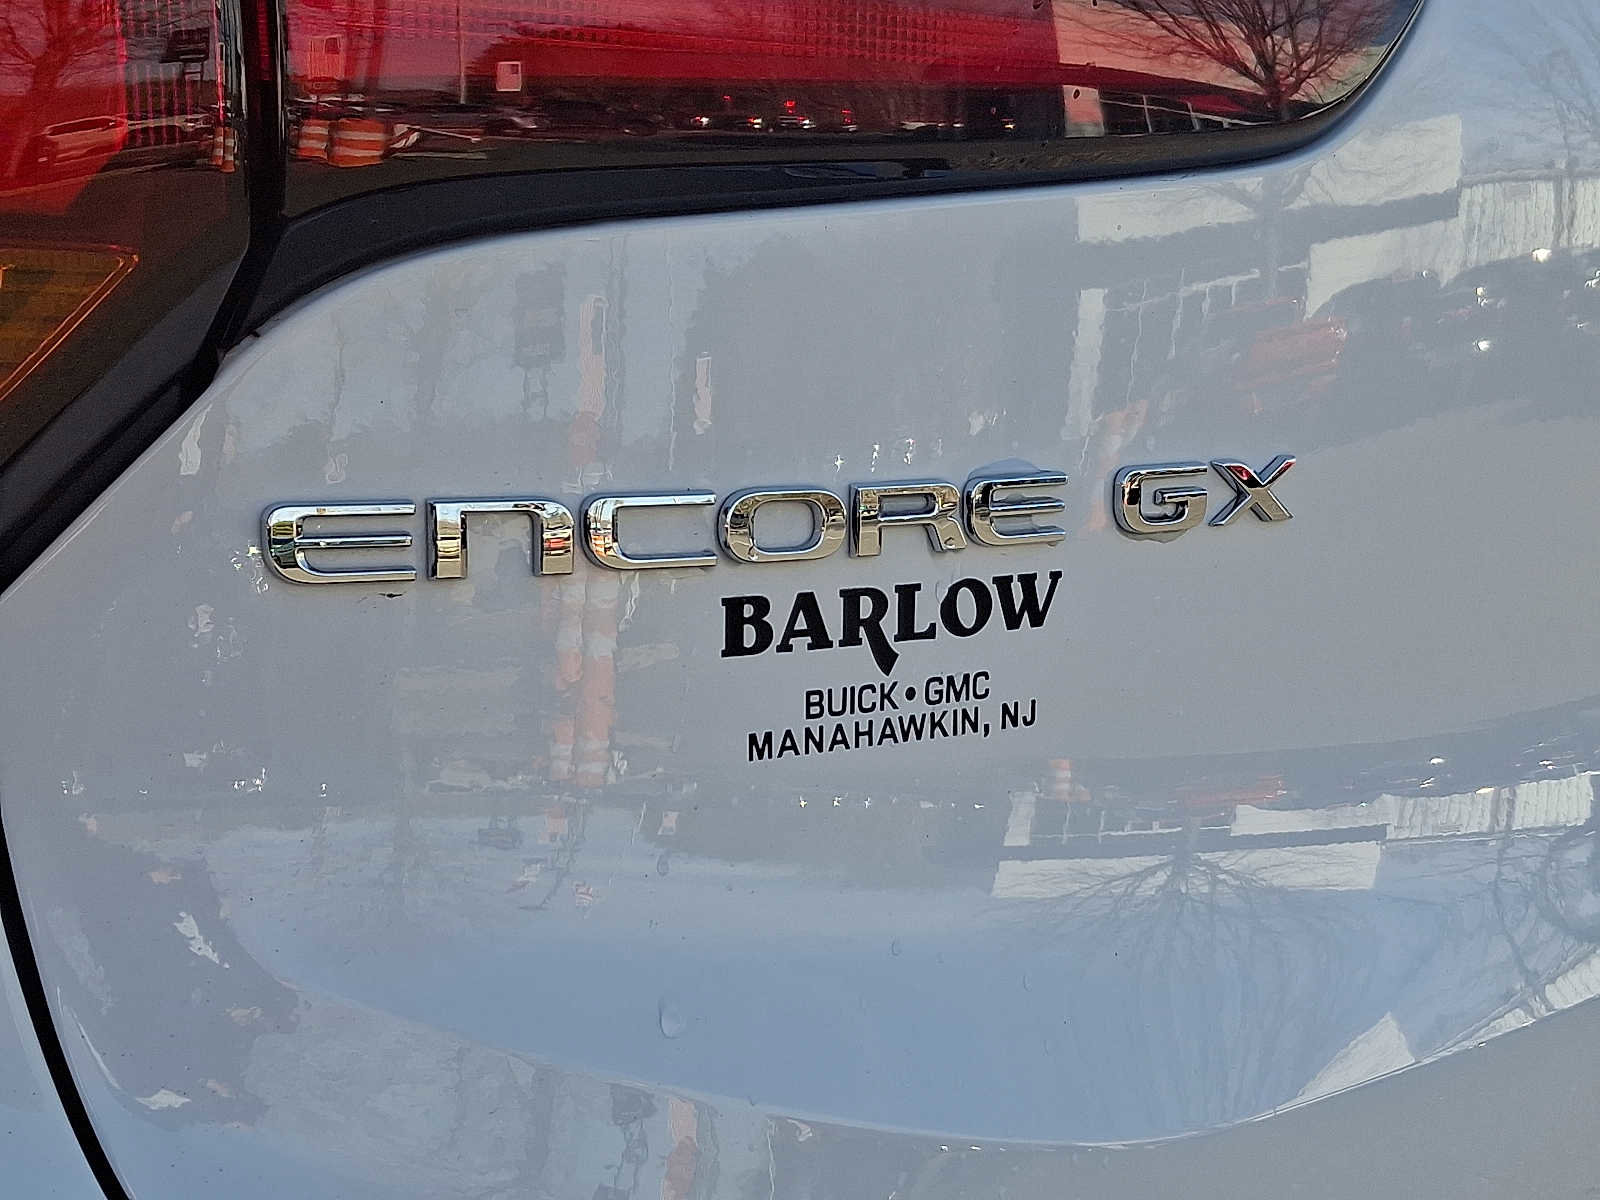 ENCORE GX
BARLOW
BUICK • GMC
MANAHAWKIN, NJ